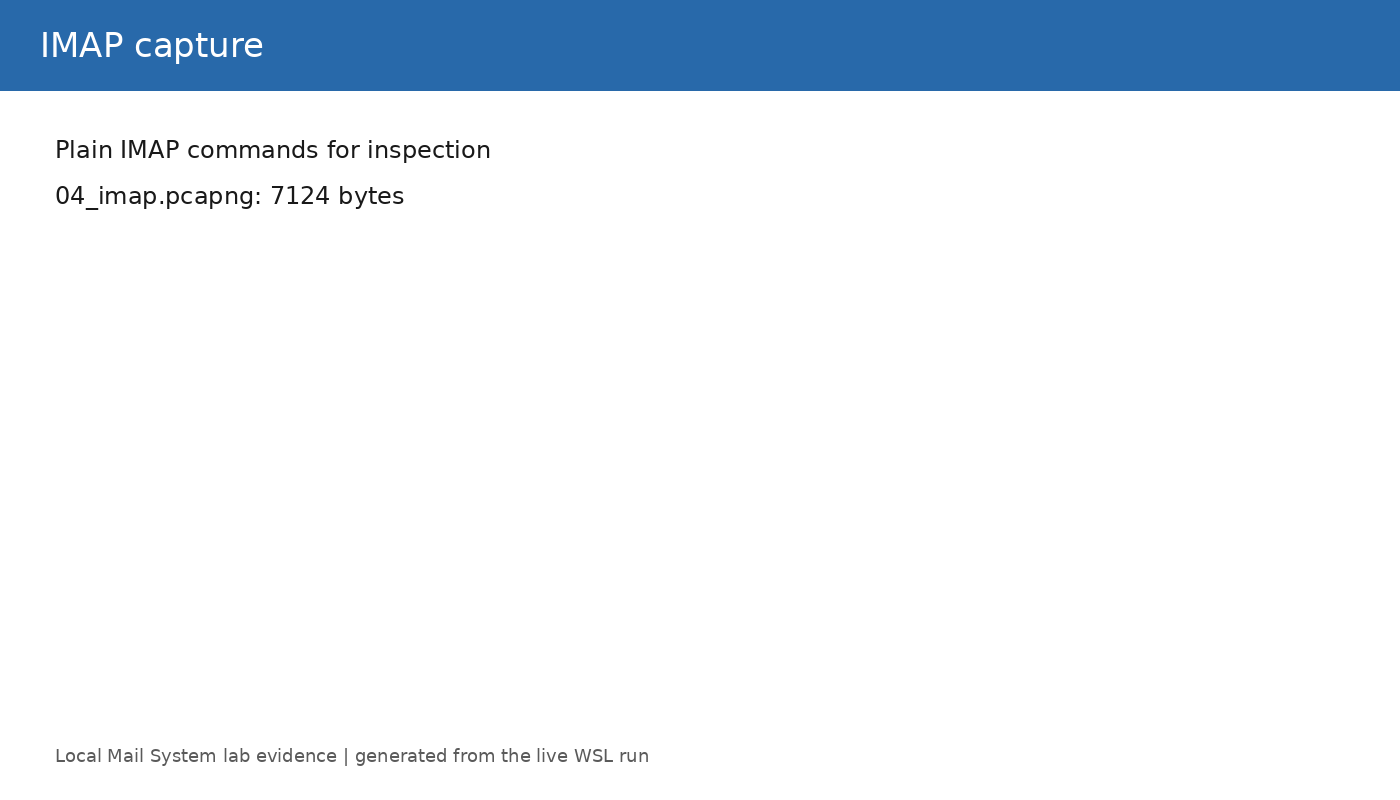 IMAP capture
Plain IMAP commands for inspection
04_imap.pcapng: 7124 bytes
Local Mail System lab evidence | generated from the live WSL run